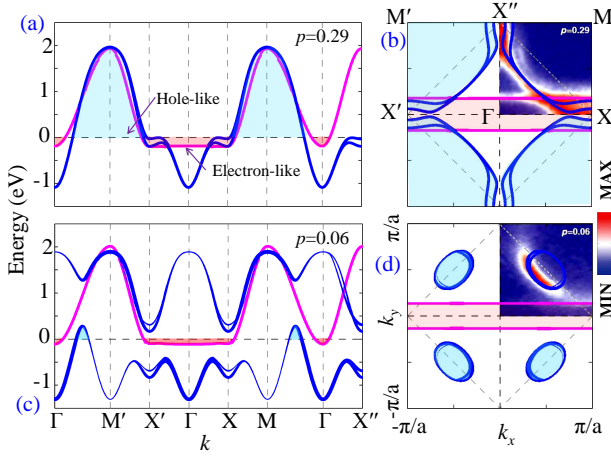 (a)
p=0.29
Hole-like
Electron-like
2
1
0
-1
Energy (eV)
p=0.06
2
1
0
-1
(c)
Γ M′ X′ Γ X M Γ X″
k
M′ X″ M
(b)
p=0.29
X′ Γ X
MAX
MIN
π/a
p=0.06
(d)
k_y
-π/a
-π/a k_x π/a